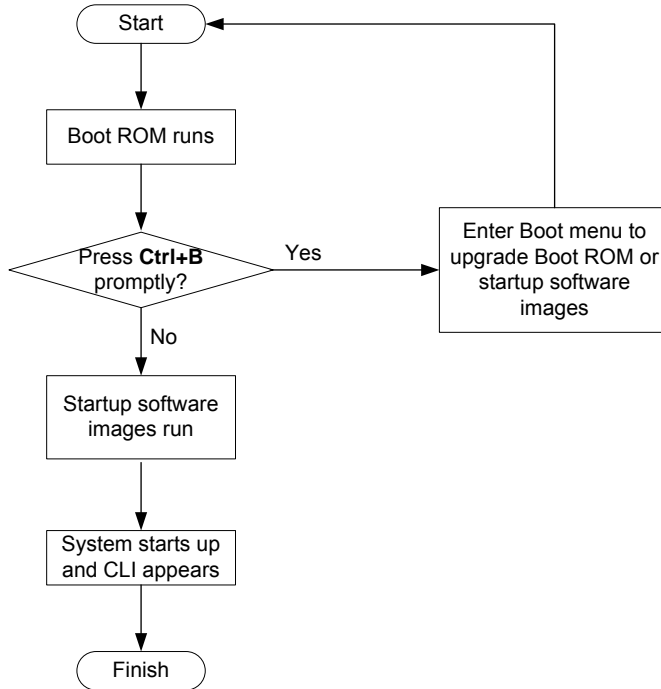 Start
Boot ROM runs
Press Ctrl+B
promptly?
Yes
Enter Boot menu to
upgrade Boot ROM or
startup software
images
No
Startup software
images run
System starts up
and CLI appears
Finish